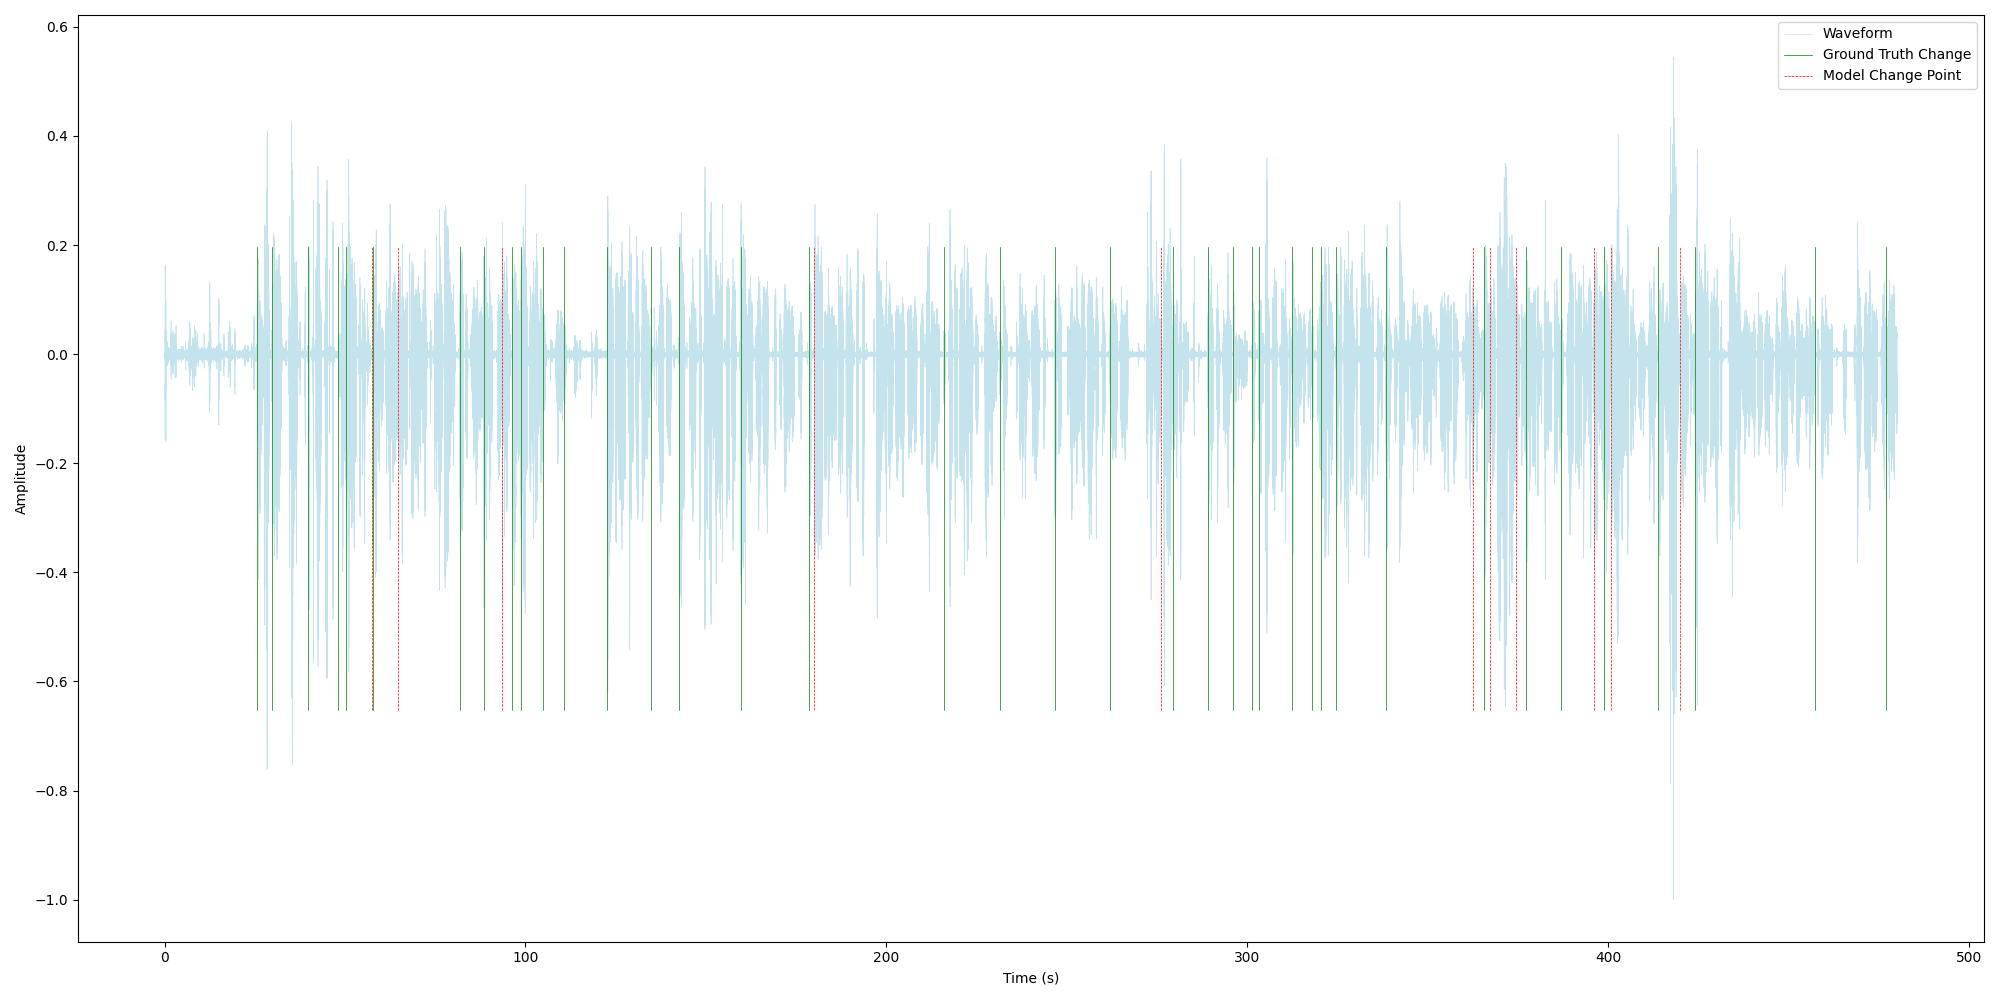 0.6
0.4
0.2
0.0
−0.2
−0.4
−0.6
−0.8
−1.0
Amplitude
Waveform
Ground Truth Change
Model Change Point
0 100 200 300 400 500
Time (s)